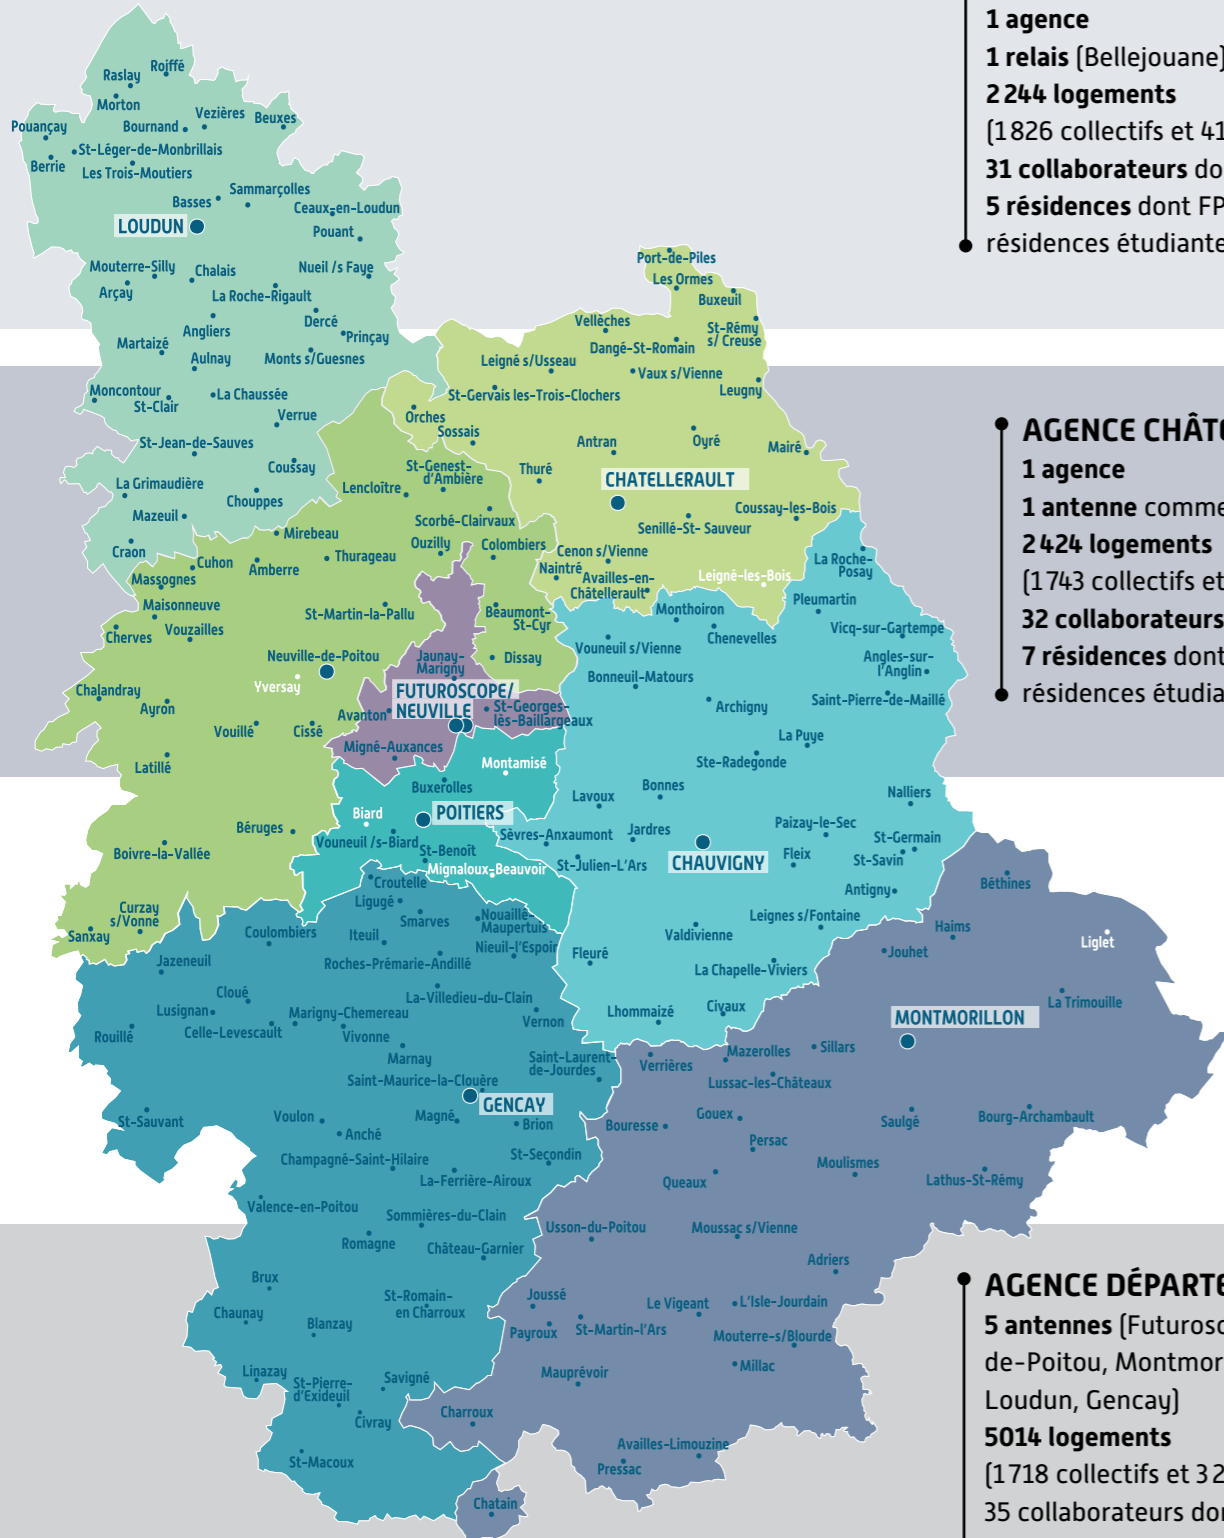 1 agence
1 relais (Bellejouane)
2 244 logements
(1 826 collectifs et 41
31 collaborateurs do
5 résidences dont FP
résidences étudiante
AGENCE CHÂTE
1 agence
1 antenne comme
2 424 logements
(1 743 collectifs et
32 collaborateurs
7 résidences dont
résidences étudia
AGENCE DÉPARTE
5 antennes (Futurosc
de-Poitou, Montmor
Loudun, Gencay)
5014 logements
(1 718 collectifs et 3 2
35 collaborateurs don
Roiffé
Raslay
Morton
Vezières
Beuxes
Pouançay
Bournand
St-Léger-de-Monbrillais
Berrie
Les Trois-Moutiers
Sammarçolles
Basses
Ceaux-en-Loudun
LOUDUN
Pouant
Mouterre-Silly
Chalais
Nueil /s Faye
Arçay
La Roche-Rigault
Dercé
Angliers
Prinçay
Martaizé
Aulnay
Monts s/Guesnes
Moncontour
La Chaussée
St-Clair
Verrue
St-Jean-de-Sauves
Coussay
La Grimaudière
Chouppes
Mazeuil
Craon
Port-de-Piles
Les Ormes
Buxeuil
Vellèches
St-Rémy
s/ Creuse
Dangé-St-Romain
Leigné s/Usseau
Vaux s/Vienne
St-Gervais les-Trois-Clochers
Leugny
Orches
Sossais
Antran
Oyré
Mairé
Thuré
CHATELLERAULT
Coussay-les-Bois
Senillé-St- Sauveur
Cenon s/Vienne
Naintré
Availles-en-
Châtellerault
Leigné-les-Bois
St-Genest-
d'Ambière
Lencloître
Scorbé-Clairvaux
Mirebeau
Ouzilly
Colombiers
Thurageau
Cuhon
Amberre
Massognes
Maisonneuve
St-Martin-la-Pallu
Beaumont-
St-Cyr
Cherves
Vouzailles
Neuville-de-Poitou
Dissay
Yversay
Chalandray
Ayron
Vouillé
Cissé
Latillé
Béruges
Boivre-la-Vallée
Curzay
s/Vonne
Sanxay
Jaunay-
Marigny
FUTUROSCOPE/
NEUVILLE
St-Georges-
lès-Baillargeaux
Avanton
Migné-Auxances
Montamisé
Buxerolles
Biard
POITIERS
Vouneuil /s-Biard
St-Benoît
Mignaloux-Beauvoir
La Roche-
Posay
Pleumartin
Monthoiron
Chenevelles
Vicq-sur-Gartempe
Vouneuil s/Vienne
Angles-sur-
l'Anglin
Bonneuil-Matours
Archigny
Saint-Pierre-de-Maillé
La Puye
Ste-Radegonde
Bonnes
Lavoux
Nalliers
Sèvres-Anxaumont
Jardres
Paizay-le-Sec
St-Germain
CHAUVIGNY
Fleix
St-Savin
St-Julien-L'Ars
Antigny
Leignes s/Fontaine
Valdivienne
Fleuré
La Chapelle-Viviers
Lhommaizé
Civaux
Croutelle
Ligugé
Smarves
Nouaillé-
Maupertuis
Coulombiers
Iteuil
Nieuil-l'Espoir
Roches-Prémarie-Andillé
Jazeneuil
Cloué
La-Villedieu-du-Clain
Lusignan
Marigny-Chemereau
Vernon
Rouillé
Celle-Levescault
Vivonne
Marnay
Saint-Laurent-
de-Jourdes
Saint-Maurice-la-Clouère
GENCAY
St-Sauvant
Voulon
Magné
Brion
Anché
Champagné-Saint-Hilaire
St-Secondin
La-Ferrière-Airoux
Valence-en-Poitou
Sommières-du-Clain
Romagne
Château-Garnier
Brux
St-Romain-
en Charroux
Chaunay
Blanzay
Linazay
St-Pierre-
d'Exideuil
Savigné
Civray
St-Macoux
Béthines
Haims
Liglet
Jouhet
La Trimouille
MONTMORILLON
Verrières
Mazerolles
Sillars
Lussac-les-Châteaux
Gouex
Bouresse
Saulgé
Bourg-Archambault
Persac
Moulismes
Queaux
Lathus-St-Rémy
Usson-du-Poitou
Moussac s/Vienne
Adriers
Joussé
Le Vigeant
L'Isle-Jourdain
Payroux
St-Martin-l'Ars
Mouterre-s/Blourde
Millac
Mauprévoir
Charroux
Availles-Limouzine
Pressac
Chatain